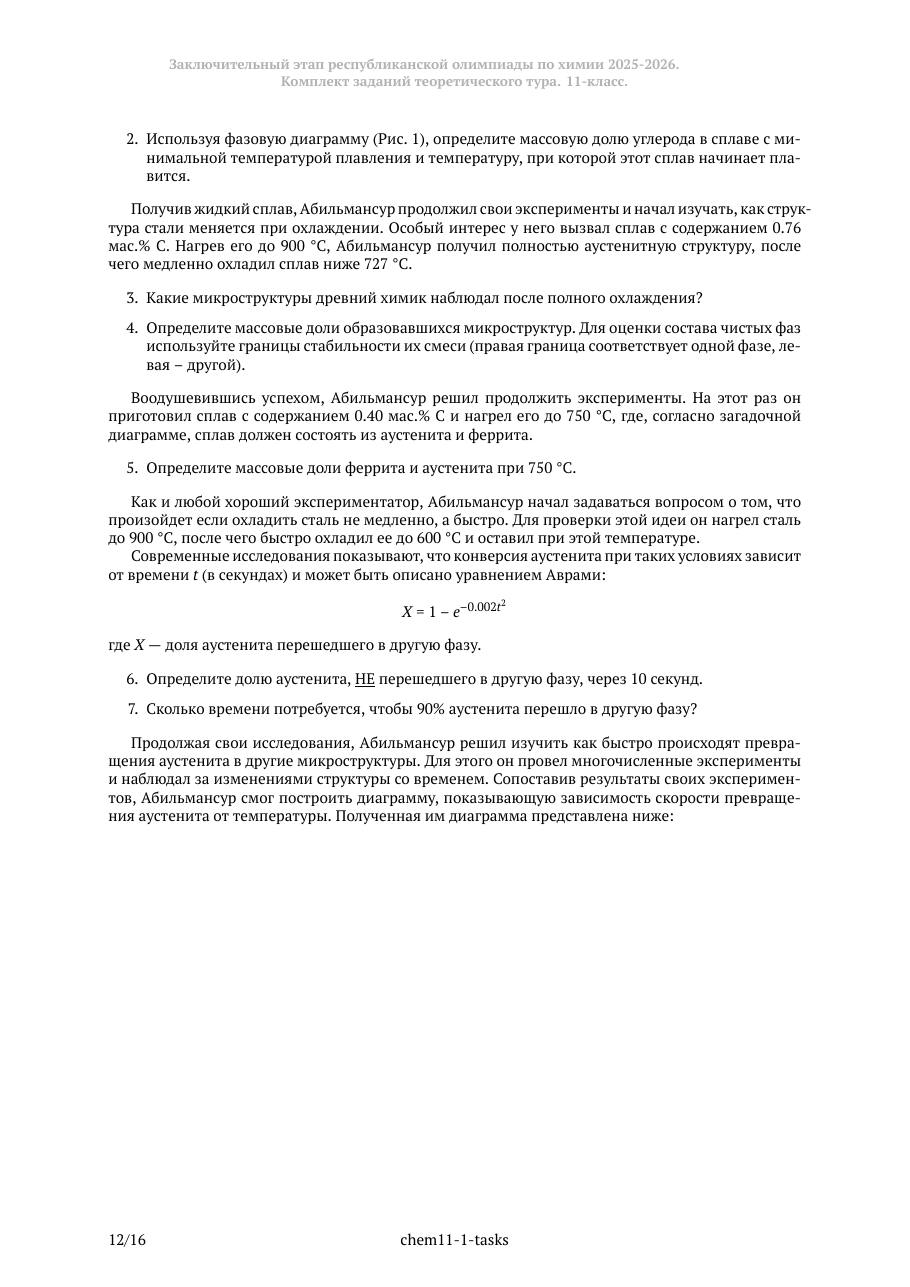 Заключительный этап республиканской олимпиады по химии 2025-2026.
Комплект заданий теоретического тура. 11-класс.
2. Используя фазовую диаграмму (Рис. 1), определите массовую долю углерода в сплаве с ми-
нимальной температурой плавления и температуру, при которой этот сплав начинает пла-
вится.
Получив жидкий сплав, Абильмансур продолжил свои эксперименты и начал изучать, как струк-
тура стали меняется при охлаждении. Особый интерес у него вызвал сплав с содержанием 0.76
мас.% C. Нагрев его до 900 °C, Абильмансур получил полностью аустенитную структуру, после
чего медленно охладил сплав ниже 727 °C.
3. Какие микроструктуры древний химик наблюдал после полного охлаждения?
4. Определите массовые доли образовавшихся микроструктур. Для оценки состава чистых фаз
используйте границы стабильности их смеси (правая граница соответствует одной фазе, ле-
вая – другой).
Воодушевившись успехом, Абильмансур решил продолжить эксперименты. На этот раз он
приготовил сплав с содержанием 0.40 мас.% C и нагрел его до 750 °C, где, согласно загадочной
диаграмме, сплав должен состоять из аустенита и феррита.
5. Определите массовые доли феррита и аустенита при 750 °C.
Как и любой хороший экспериментатор, Абильмансур начал задаваться вопросом о том, что
произойдет если охладить сталь не медленно, а быстро. Для проверки этой идеи он нагрел сталь
до 900 °C, после чего быстро охладил ее до 600 °C и оставил при этой температуре.
Современные исследования показывают, что конверсия аустенита при таких условиях зависит
от времени t (в секундах) и может быть описано уравнением Аврами:
X = 1 – e^{–0.002t^2}
где X — доля аустенита перешедшего в другую фазу.
6. Определите долю аустенита, НЕ перешедшего в другую фазу, через 10 секунд.
7. Сколько времени потребуется, чтобы 90% аустенита перешло в другую фазу?
Продолжая свои исследования, Абильмансур решил изучить как быстро происходят превра-
щения аустенита в другие микроструктуры. Для этого он провел многочисленные эксперименты
и наблюдал за изменениями структуры со временем. Сопоставив результаты своих эксперимен-
тов, Абильмансур смог построить диаграмму, показывающую зависимость скорости превраще-
ния аустенита от температуры. Полученная им диаграмма представлена ниже:
12/16 chem11-1-tasks